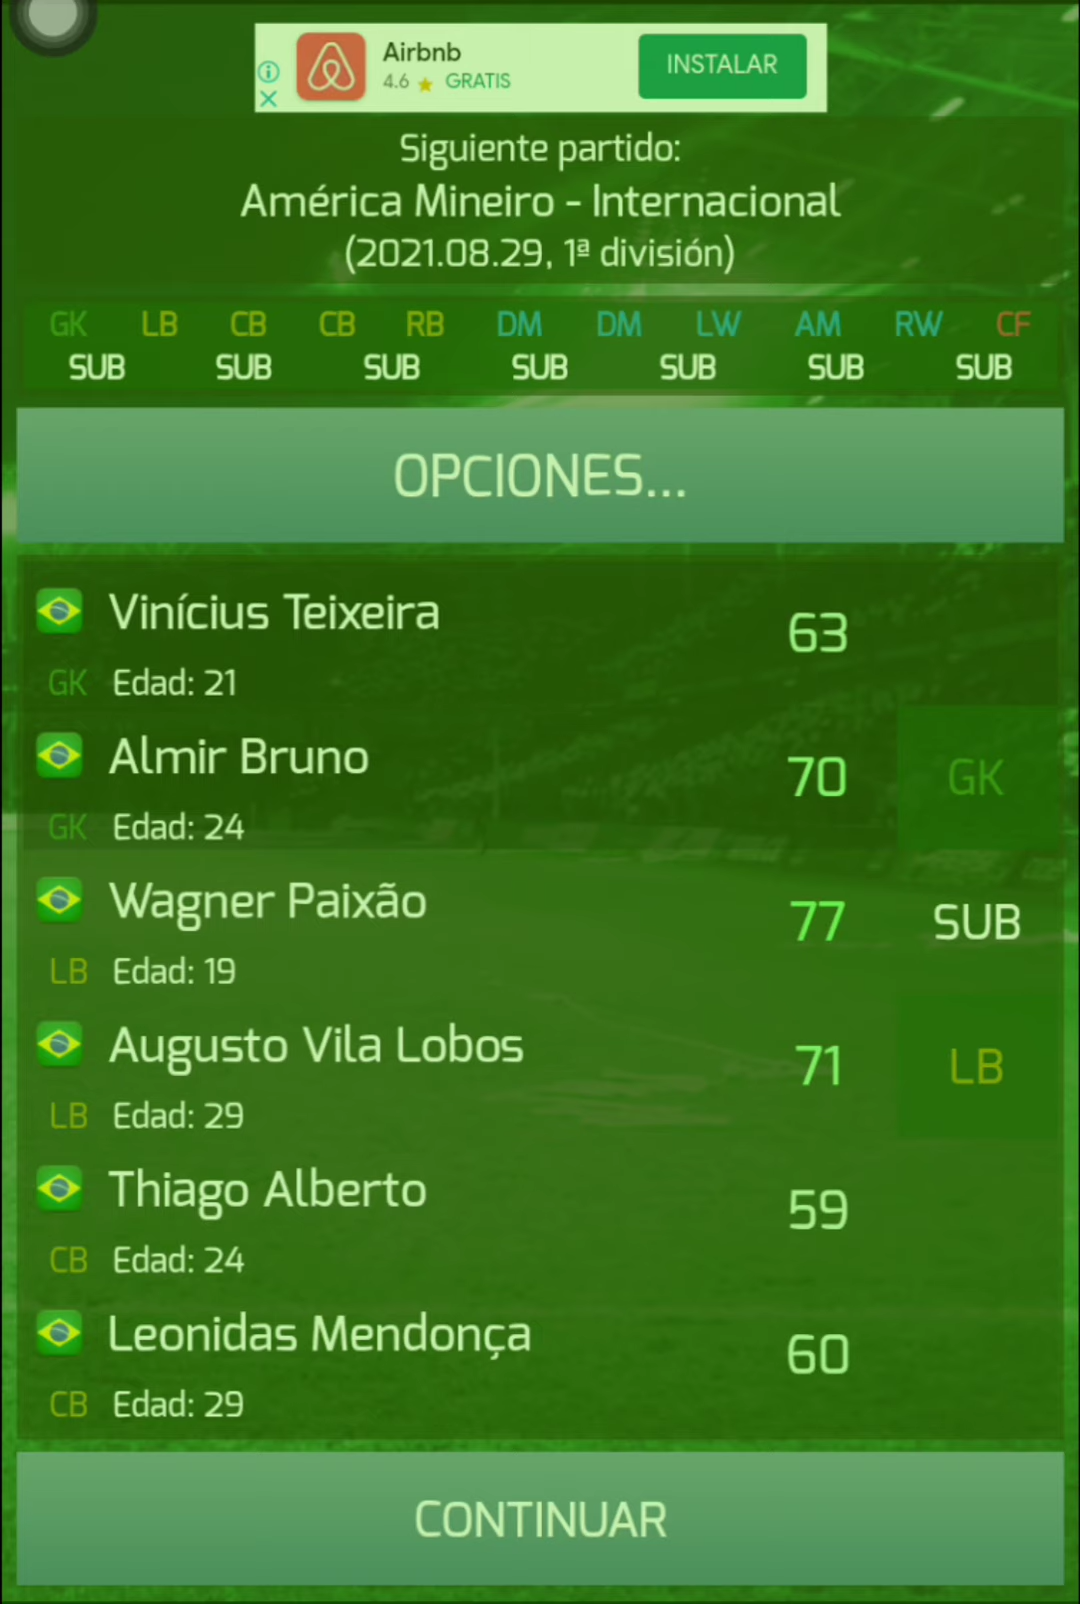 Airbnb
4.6 ★ GRATIS
INSTALAR
Siguiente partido:
América Mineiro - Internacional
(2021.08.29, 1ª división)
GK LB CB CB RB DM DM LW AM RW CF
SUB SUB SUB SUB SUB SUB SUB
OPCIONES...
Vinícius Teixeira 63
GK Edad: 21
Almir Bruno 70 GK
GK Edad: 24
Wagner Paixão 77 SUB
LB Edad: 19
Augusto Vila Lobos 71 LB
LB Edad: 29
Thiago Alberto 59
CB Edad: 24
Leonidas Mendonça 60
CB Edad: 29
CONTINUAR